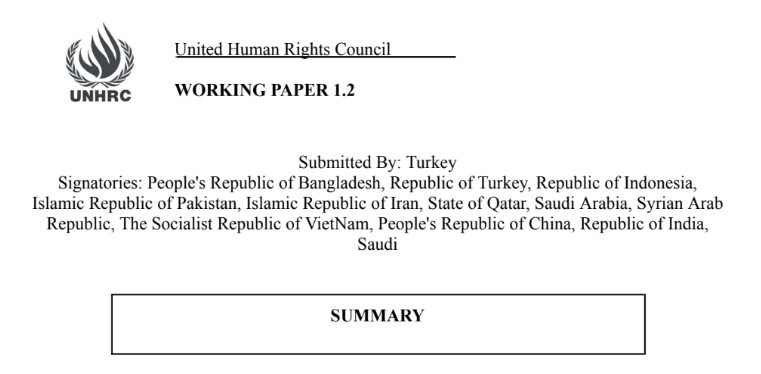 United Human Rights Council
UNHRC
WORKING PAPER 1.2
Submitted By: Turkey
Signatories: People's Republic of Bangladesh, Republic of Turkey, Republic of Indonesia,
Islamic Republic of Pakistan, Islamic Republic of Iran, State of Qatar, Saudi Arabia, Syrian Arab
Republic, The Socialist Republic of VietNam, People's Republic of China, Republic of India,
Saudi
SUMMARY